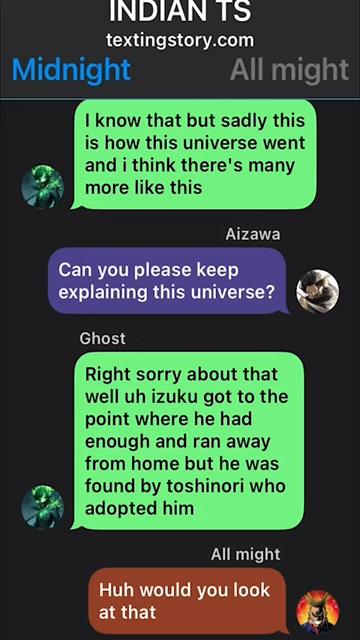 INDIAN TS
textingstory.com
Midnight All might
I know that but sadly this
is how this universe went
and i think there's many
more like this
Aizawa
Can you please keep
explaining this universe?
Ghost
Right sorry about that
well uh izuku got to the
point where he had
enough and ran away
from home but he was
found by toshinori who
adopted him
All might
Huh would you look
at that